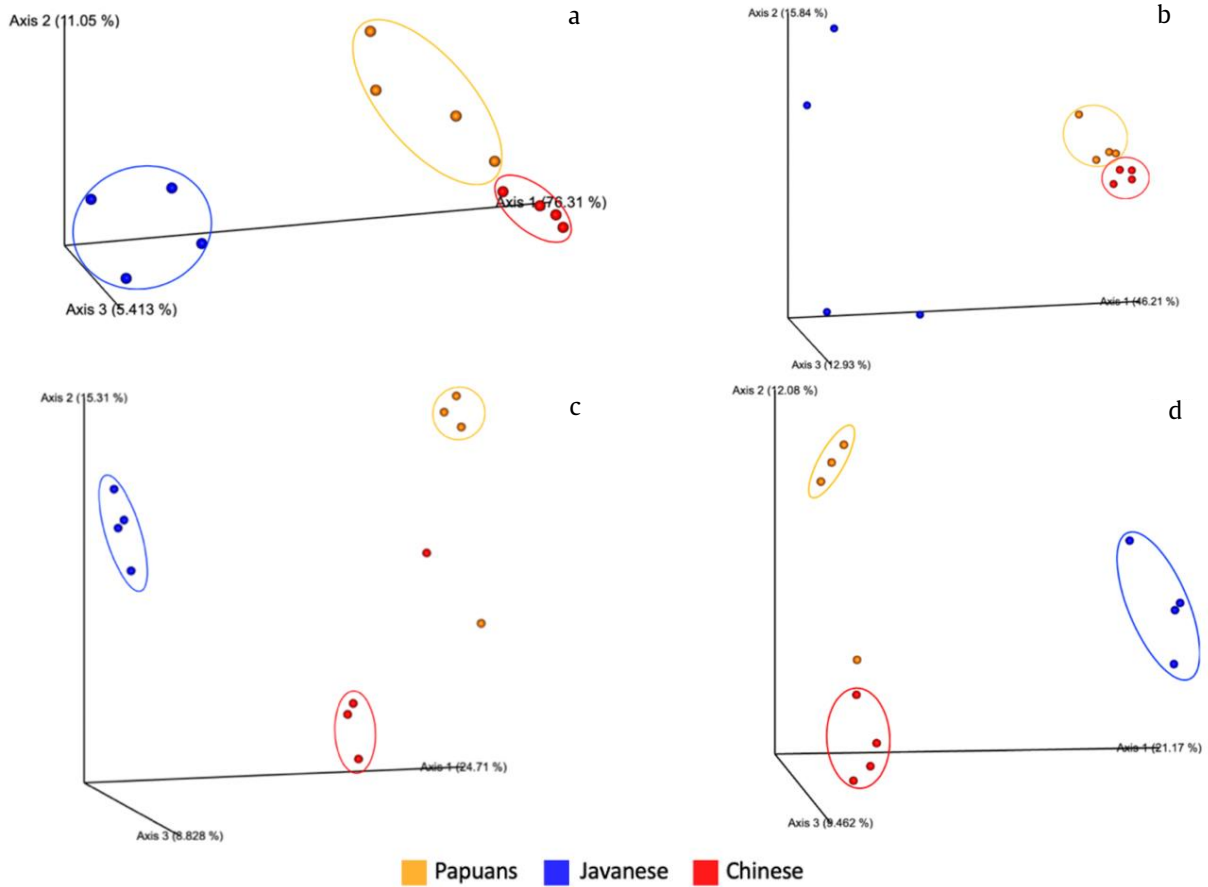 Axis 2 (11.05 %)
a
Axis 1 (76.31 %)
Axis 3 (5.413 %)
Axis 2 (15.84 %)
b
Axis 1 (46.21 %)
Axis 3 (12.93 %)
Axis 2 (15.31 %)
c
Axis 1 (24.71 %)
Axis 3 (8.828 %)
Axis 2 (12.08 %)
d
Axis 1 (21.17 %)
Axis 3 (9.462 %)
Papuans Javanese Chinese